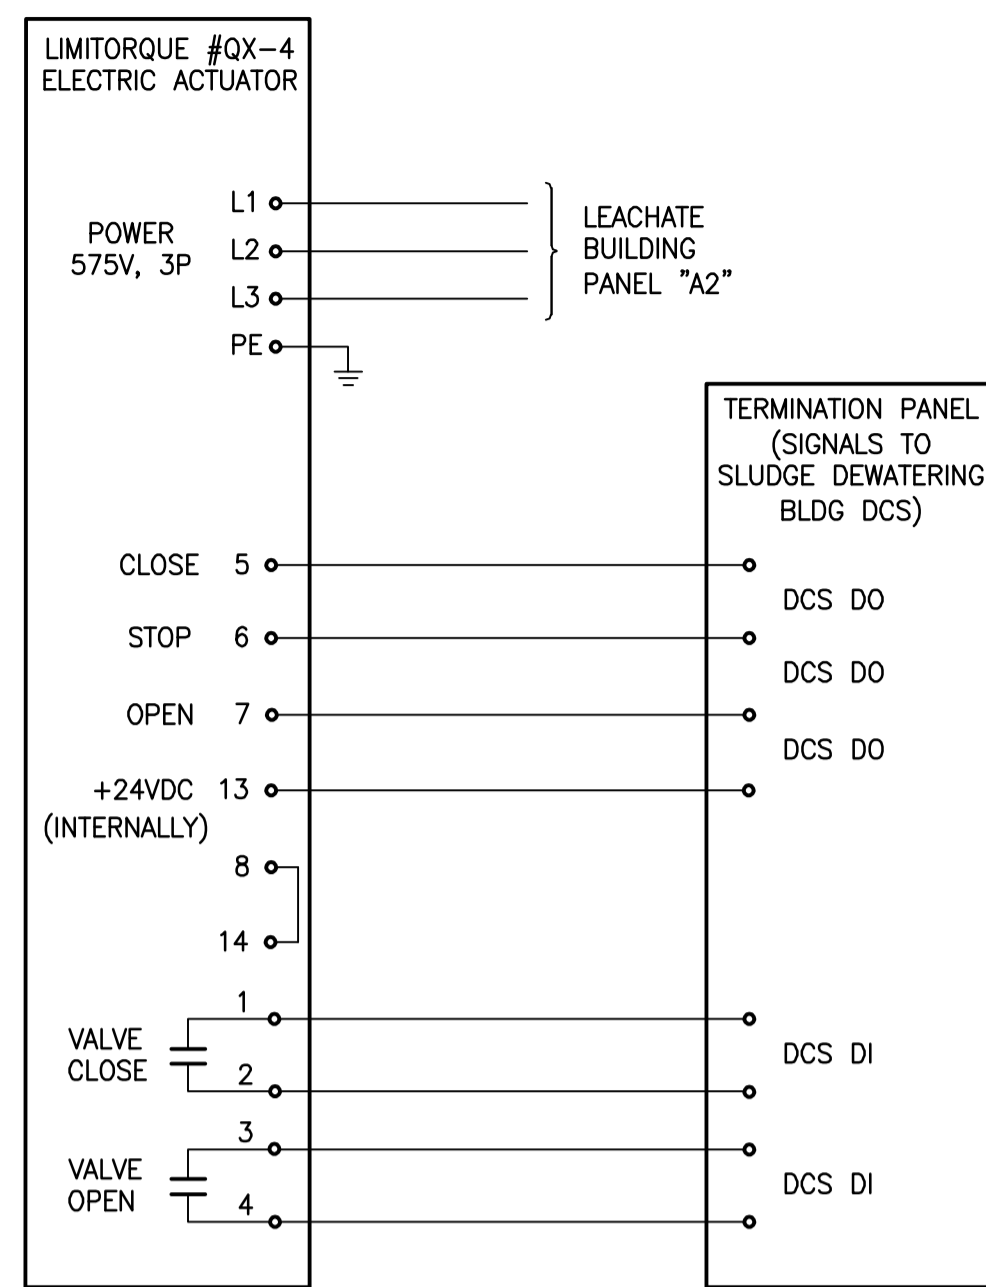 LIMITORQUE #QX-4
ELECTRIC ACTUATOR
POWER
575V, 3P
L1
L2
L3
PE
LEACHATE
BUILDING
PANEL "A2"
TERMINATION PANEL
(SIGNALS TO
SLUDGE DEWATERING
BLDG DCS)
CLOSE 5
DCS DO
STOP 6
DCS DO
OPEN 7
DCS DO
+24VDC 13
(INTERNALLY)
8
14
1
VALVE
CLOSE
2
DCS DI
3
VALVE
OPEN
4
DCS DI